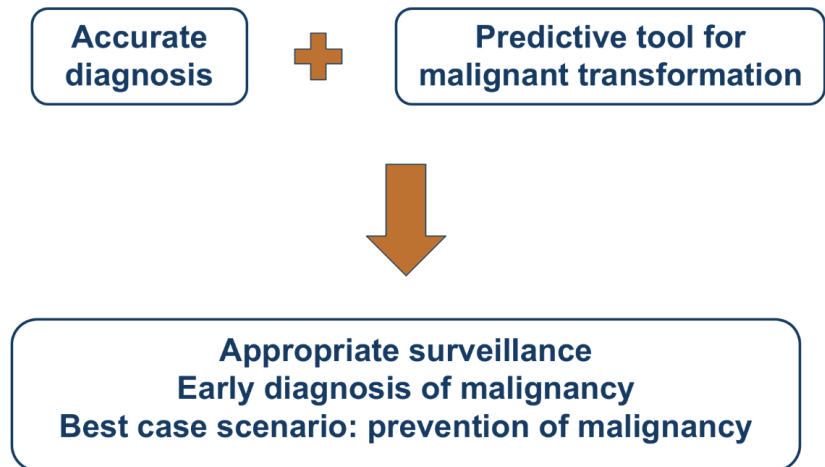 Accurate
diagnosis
Predictive tool for
malignant transformation
Appropriate surveillance
Early diagnosis of malignancy
Best case scenario: prevention of malignancy